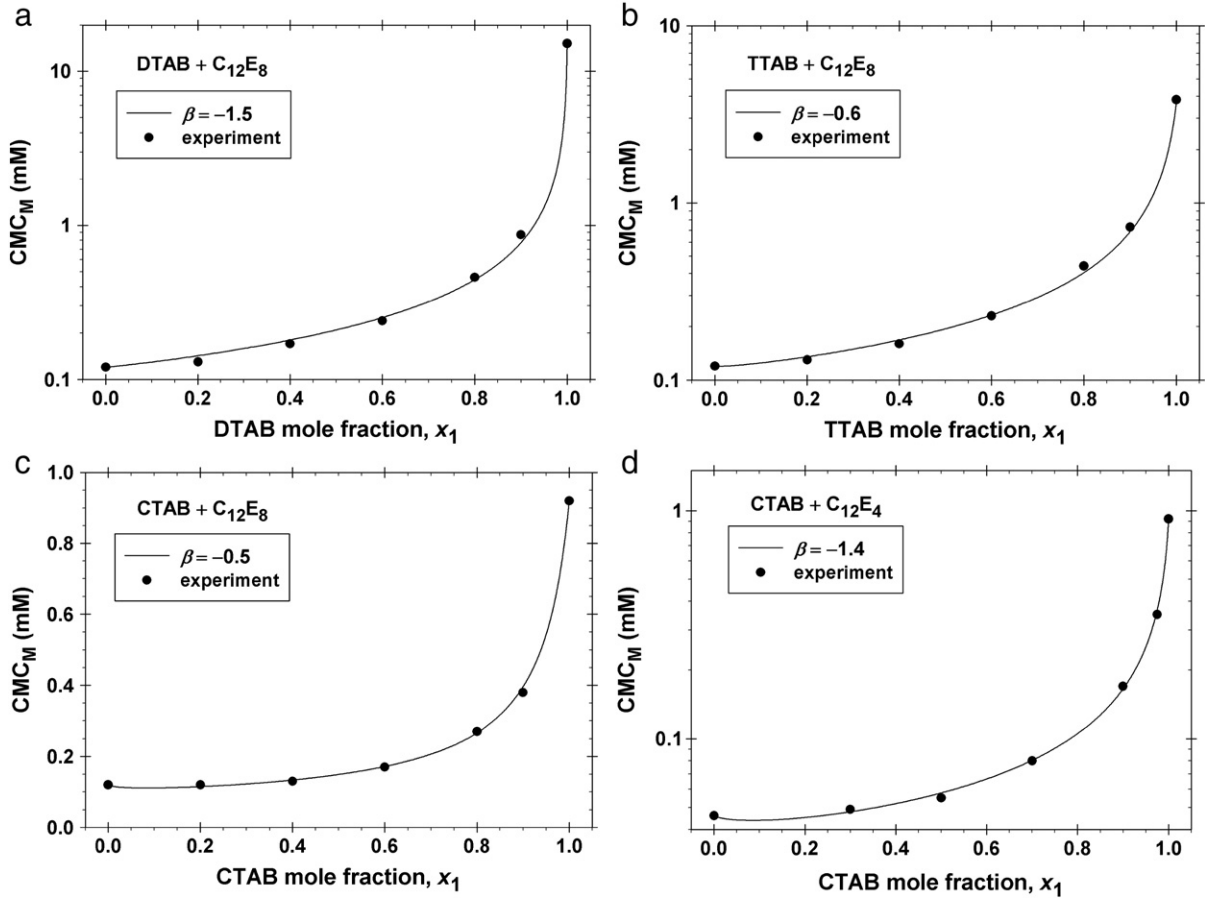 a
DTAB + C₁₂E₈
β = −1.5
experiment
10
1
0.1
CMC_M (mM)
0.0 0.2 0.4 0.6 0.8 1.0
DTAB mole fraction, x₁
b
TTAB + C₁₂E₈
β = −0.6
experiment
10
1
0.1
CMC_M (mM)
0.0 0.2 0.4 0.6 0.8 1.0
TTAB mole fraction, x₁
c
CTAB + C₁₂E₈
β = −0.5
experiment
1.0
0.8
0.6
0.4
0.2
0.0
CMC_M (mM)
0.0 0.2 0.4 0.6 0.8 1.0
CTAB mole fraction, x₁
d
CTAB + C₁₂E₄
β = −1.4
experiment
1
0.1
CMC_M (mM)
0.0 0.2 0.4 0.6 0.8 1.0
CTAB mole fraction, x₁